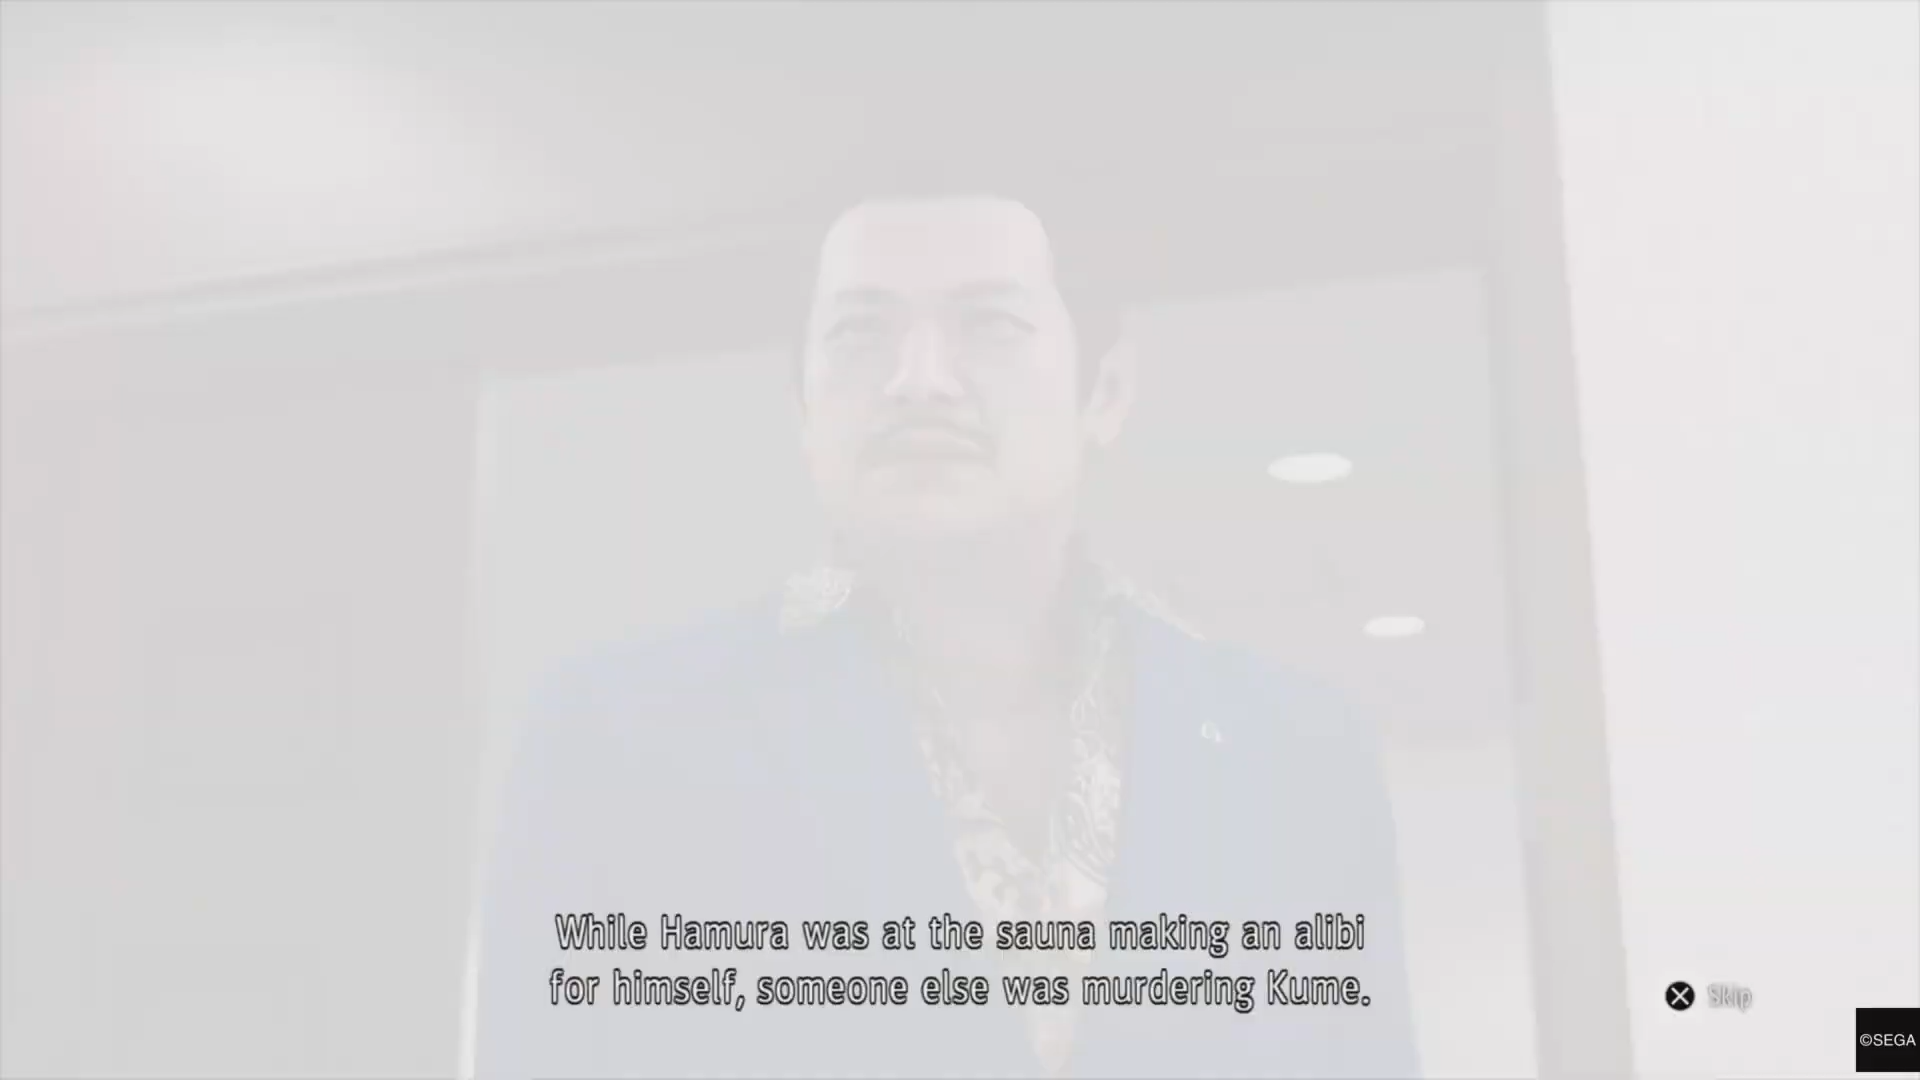 While Hamura was at the sauna making an alibi
for himself, someone else was murdering Kume.
Skip
©SEGA